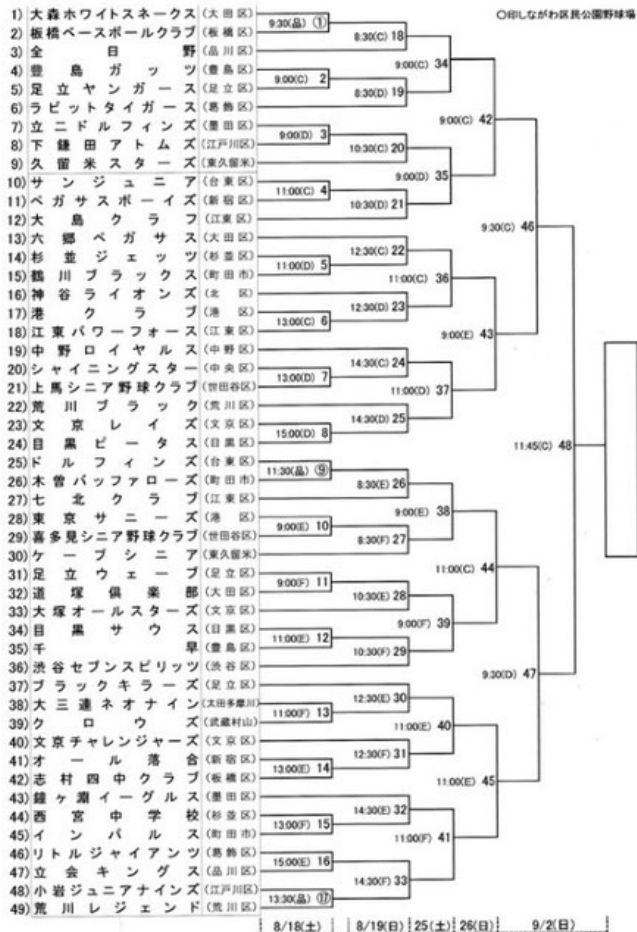 〇印しながわ区民公園野球場
1) 大森ホワイトスネークス (大田区)
2) 板橋ベースボールクラブ (板橋区)
3) 全日野 (品川区)
4) 豊島ガッツ (豊島区)
5) 足立ヤンガース (足立区)
6) ラビットタイガース (葛飾区)
7) 立二ドルフィンズ (墨田区)
8) 下鎌田アトムズ (江戸川区)
9) 久留米スターズ (東久留米)
10) サンジュニア (台東区)
11) ペガサスボーイズ (新宿区)
12) 大島クラフ (江東区)
13) 六郷ペガサス (大田区)
14) 杉並ジェッツ (杉並区)
15) 鶴川ブラックス (町田市)
16) 神谷ライオンズ (北区)
17) 港クラブ (港区)
18) 江東パワーフォース (江東区)
19) 中野ロイヤルス (中野区)
20) シャイニングスター (中央区)
21) 上馬シニア野球クラブ (世田谷区)
22) 荒川ブラック (荒川区)
23) 文京レイズ (文京区)
24) 目黒ピータス (目黒区)
25) ドルフィンズ (台東区)
26) 木曽バッファローズ (町田市)
27) 七北クラブ (江東区)
28) 東京サニーズ (港区)
29) 喜多見シニア野球クラブ (世田谷区)
30) ケープシニア (東久留米)
31) 足立ウェーブ (足立区)
32) 道塚倶楽部 (大田区)
33) 大塚オールスターズ (文京区)
34) 目黒サウス (目黒区)
35) 千早 (豊島区)
36) 渋谷セブンスピリッツ (渋谷区)
37) ブラックキラーズ (足立区)
38) 大三連ネオナイン (太田多摩川)
39) クロウズ (武蔵村山)
40) 文京チャレンジャーズ (文京区)
41) オール落合 (新宿区)
42) 志村四中クラブ (板橋区)
43) 鐘ヶ淵イーグルス (墨田区)
44) 西宮中学校 (杉並区)
45) インパルス (町田市)
46) リトルジャイアンツ (葛飾区)
47) 立会キングス (品川区)
48) 小岩ジュニアナインズ (江戸川区)
49) 荒川レジェンド (荒川区)
9:30(品) ①
9:00(C) 2
9:00(D) 3
11:00(C) 4
11:00(D) 5
13:00(C) 6
13:00(D) 7
15:00(D) 8
11:30(品) ⑨
9:00(E) 10
9:00(F) 11
11:00(E) 12
11:00(F) 13
13:00(E) 14
13:00(F) 15
15:00(E) 16
13:30(品) ⑰
8:30(C) 18
8:30(D) 19
10:30(C) 20
10:30(D) 21
12:30(C) 22
12:30(D) 23
14:30(C) 24
14:30(D) 25
8:30(E) 26
8:30(F) 27
10:30(E) 28
10:30(F) 29
12:30(E) 30
12:30(F) 31
14:30(E) 32
14:30(F) 33
9:00(C) 34
9:00(D) 35
11:00(C) 36
11:00(D) 37
9:00(E) 38
9:00(F) 39
11:00(E) 40
11:00(F) 41
9:00(C) 42
9:00(E) 43
11:00(C) 44
11:00(E) 45
9:30(C) 46
9:30(D) 47
11:45(C) 48
8/18(土) 8/19(日) 25(土) 26(日) 9/2(日)